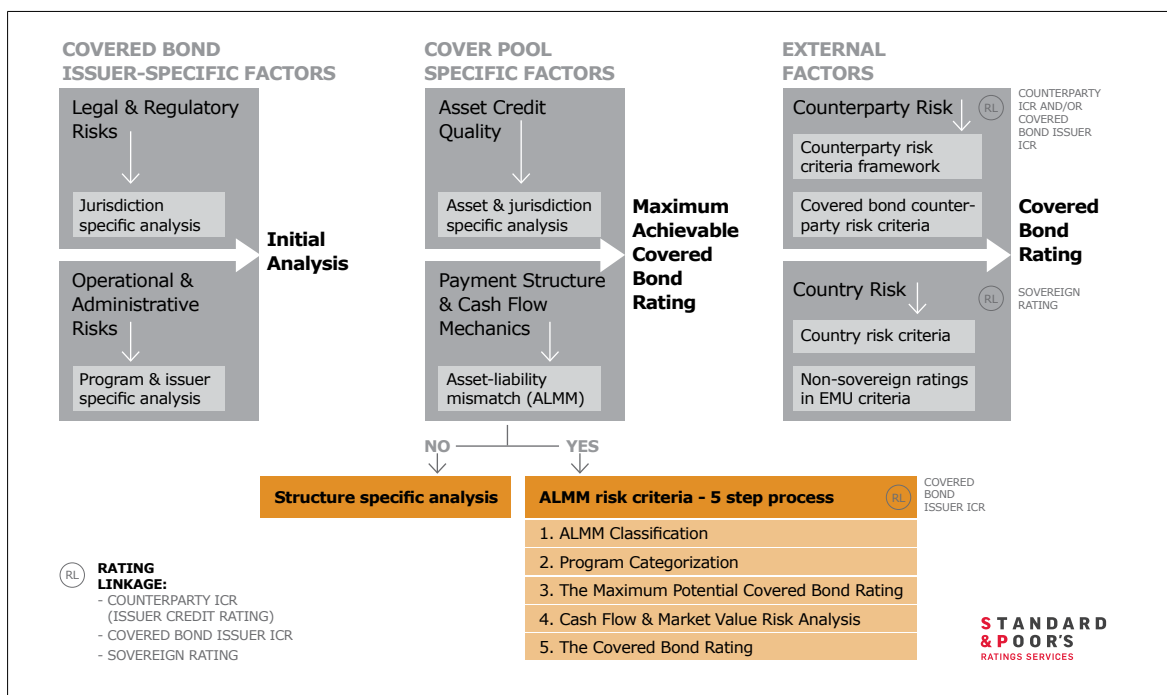 COVERED BOND
ISSUER-SPECIFIC FACTORS
Legal & Regulatory
Risks
Jurisdiction
specific analysis
Operational &
Administrative
Risks
Program & issuer
specific analysis
Initial
Analysis
COVER POOL
SPECIFIC FACTORS
Asset Credit
Quality
Asset & jurisdiction
specific analysis
Payment Structure
& Cash Flow
Mechanics
Asset-liability
mismatch (ALMM)
Maximum
Achievable
Covered
Bond
Rating
EXTERNAL
FACTORS
Counterparty Risk
RL
COUNTERPARTY
ICR AND/OR
COVERED
BOND ISSUER
ICR
Counterparty risk
criteria framework
Covered bond counter-
party risk criteria
Country Risk
RL
SOVEREIGN
RATING
Country risk criteria
Non-sovereign ratings
in EMU criteria
Covered
Bond
Rating
NO
YES
Structure specific analysis
ALMM risk criteria - 5 step process
RL
COVERED
BOND
ISSUER ICR
1. ALMM Classification
2. Program Categorization
3. The Maximum Potential Covered Bond Rating
4. Cash Flow & Market Value Risk Analysis
5. The Covered Bond Rating
RL
RATING
LINKAGE:
- COUNTERPARTY ICR
(ISSUER CREDIT RATING)
- COVERED BOND ISSUER ICR
- SOVEREIGN RATING
STANDARD
&POOR'S
RATINGS SERVICES